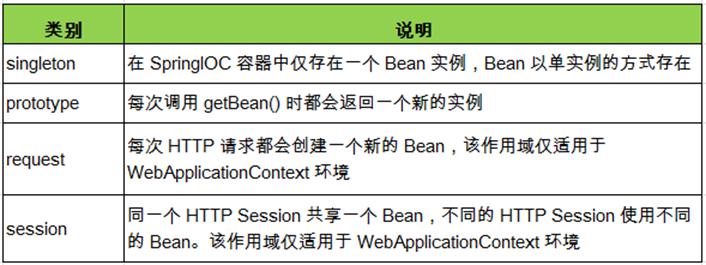 类别
说明
singleton
在 SpringIOC 容器中仅存在一个 Bean 实例，Bean 以单实例的方式存在
prototype
每次调用 getBean() 时都会返回一个新的实例
request
每次 HTTP 请求都会创建一个新的 Bean，该作用域仅适用于
WebApplicationContext 环境
session
同一个 HTTP Session 共享一个 Bean，不同的 HTTP Session 使用不同
的 Bean。该作用域仅适用于 WebApplicationContext 环境